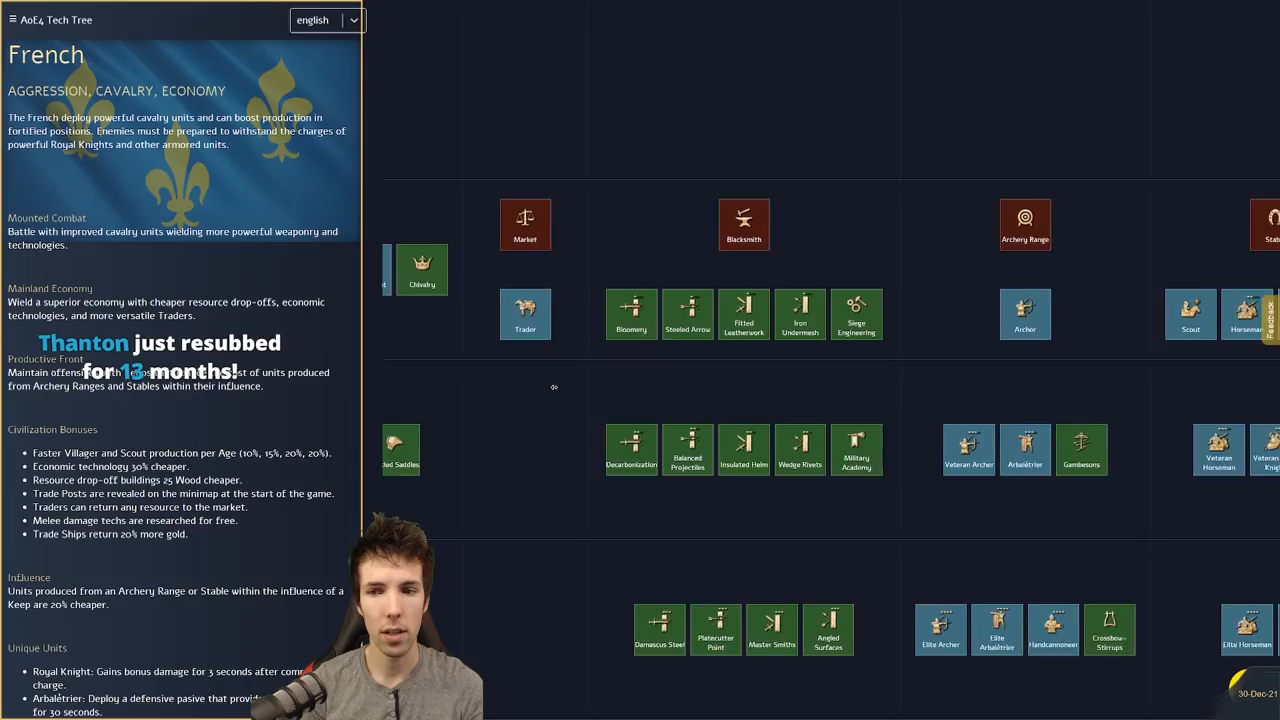 ≡ AoE4 Tech Tree
english
French
AGGRESSION, CAVALRY, ECONOMY
The French deploy powerful cavalry units and can boost production in
fortified positions. Enemies must be prepared to withstand the charges of
powerful Royal Knights and other armored units.
Mounted Combat
Battle with improved cavalry units wielding more powerful weaponry and
technologies.
Mainland Economy
Wield a superior economy with cheaper resource drop-offs, economic
technologies, and more versatile Traders.
Thanton just resubbed
for 13 months!
Productive Front
Maintain of units produced
from Archery Ranges and Stables within their influence.
Civilization Bonuses
Faster Villager and Scout production per Age (10%, 15%, 20%, 20%).
Economic technology 30% cheaper.
Resource drop-off buildings 25 Wood cheaper.
Trade Posts are revealed on the minimap at the start of the game.
Traders can return any resource to the market.
Melee damage techs are researched for free.
Trade Ships return 20% more gold.
Influence
Units produced from an Archery Range or Stable within the influence of a
Keep are 20% cheaper.
Unique Units
Royal Knight: Gains bonus damage for 3 seconds after com
charge.
Arbalétrier: Deploy a defensive pasive that provid
for 30 seconds.
Market
Blacksmith
Archery Range
Stab
Chivalry
Trader
Bloomery
Steeled Arrow
Fitted
Leatherwork
Iron
Undermesh
Siege
Engineering
Archer
Scout
Horseman
Feedback
ded Saddles
Decarbonization
Balanced
Projectiles
Insulated Helm
Wedge Rivets
Military
Academy
Veteran Archer
Arbalétrier
Gambesons
Veteran
Horseman
Veteran
Knig
Damascus Steel
Platecutter
Point
Master Smiths
Angled
Surfaces
Elite Archer
Elite
Arbalétrier
Handcannoneer
Crossbow-
Stirrups
Elite Horseman
30-Dec-21